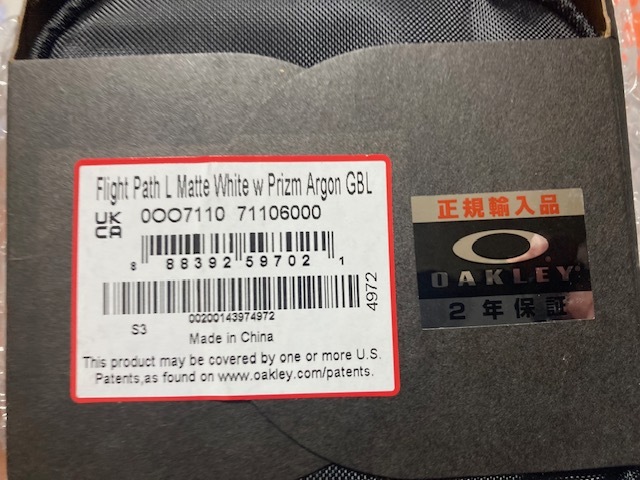 Flight Path L Matte White w Prizm Argon GBL
UK
CA
0OO7110 71106000
8 88392 59702 1
00200143974972
4972
S3
Made in China
This product may be covered by one or more U.S.
Patents,as found on www.oakley.com/patents.
正規輸入品
OAKLEY
2年保証